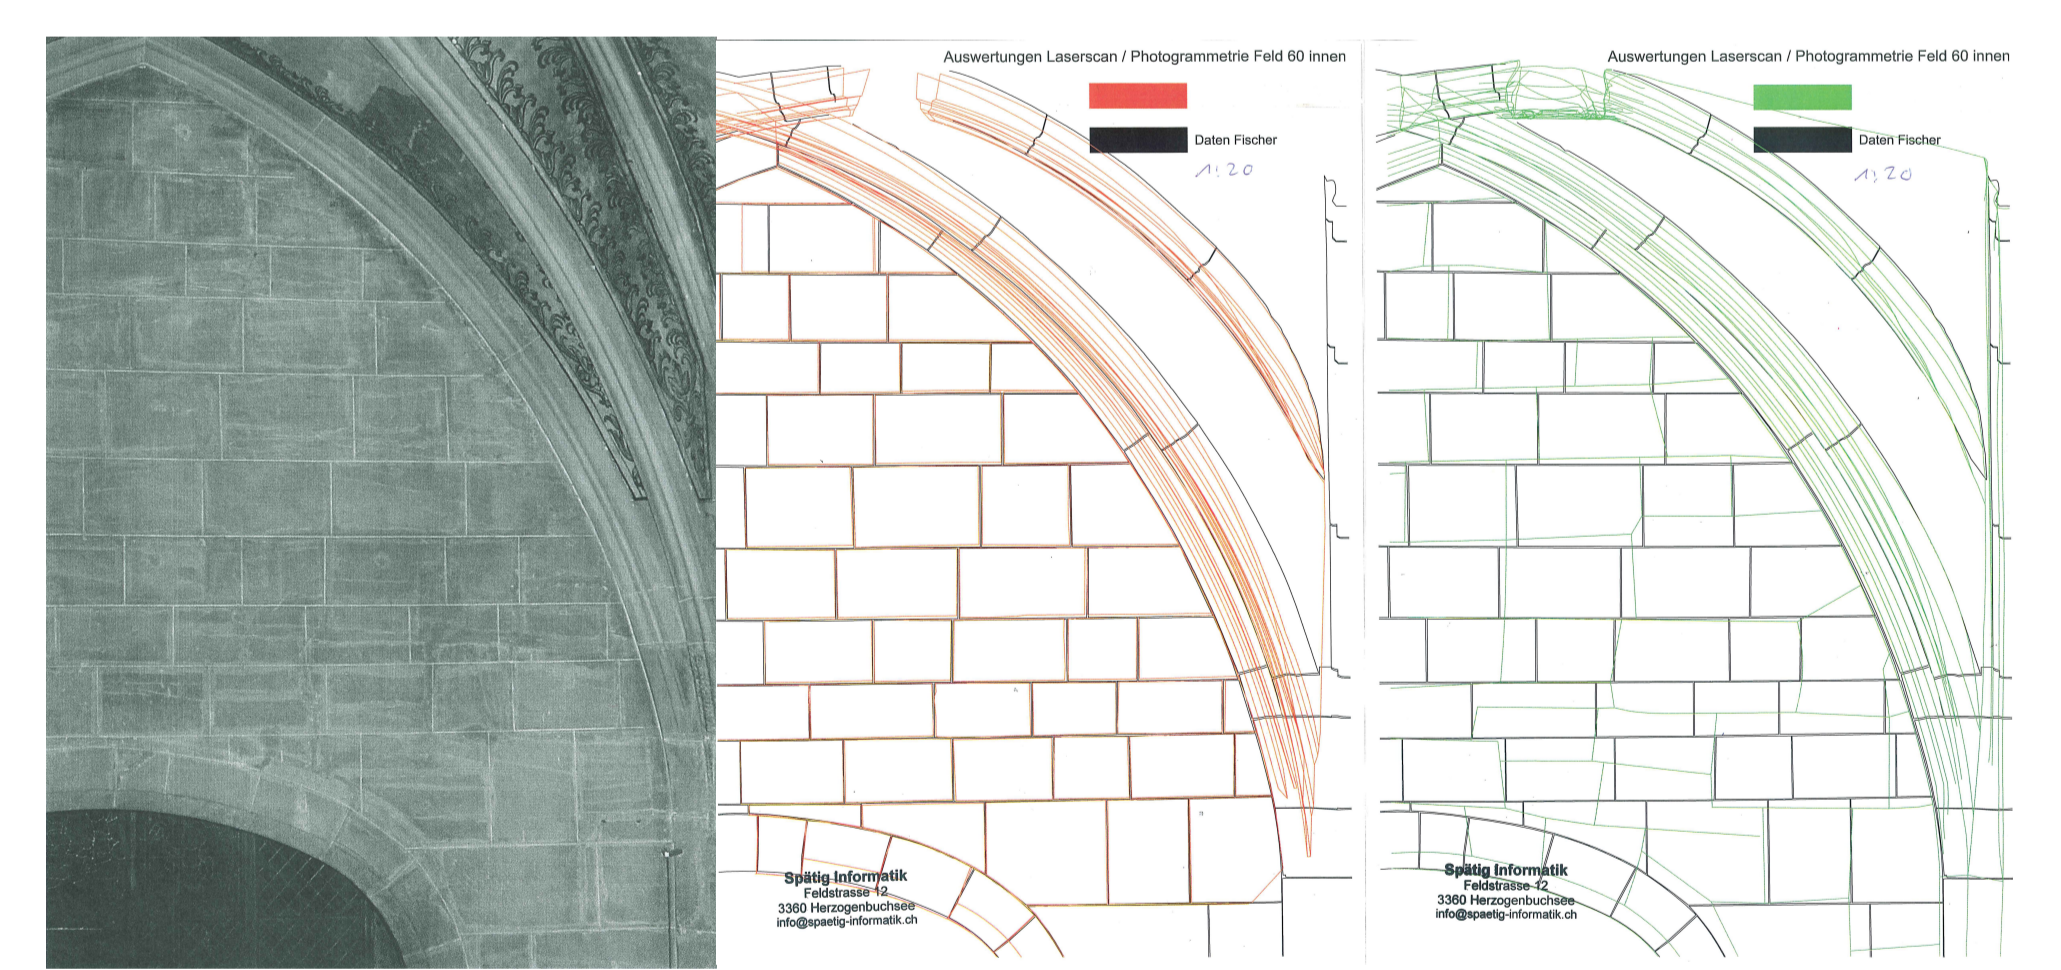 Auswertungen Laserscan / Photogrammetrie Feld 60 innen
Daten Fischer
1:20
Spätig Informatik
Feldstrasse 12
3360 Herzogenbuchsee
info@spaetig-informatik.ch
Auswertungen Laserscan / Photogrammetrie Feld 60 innen
Daten Fischer
1:20
Spätig Informatik
Feldstrasse 12
3360 Herzogenbuchsee
info@spaetig-informatik.ch